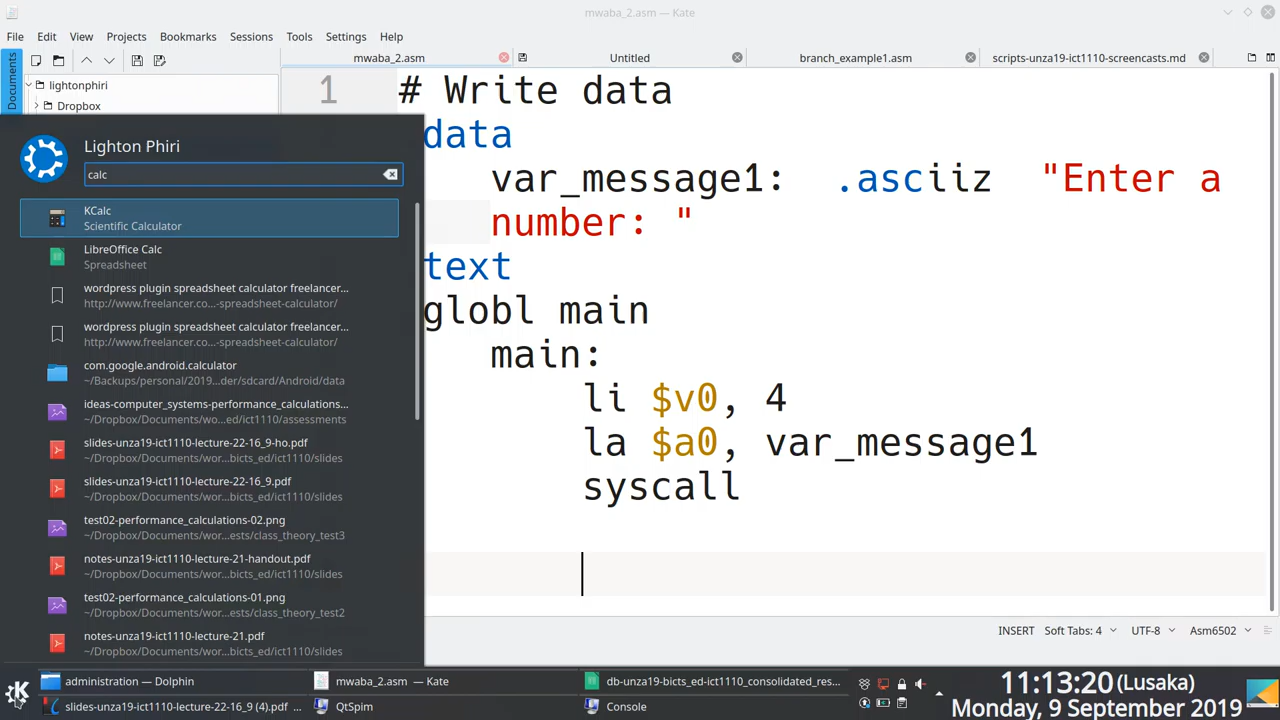 mwaba_2.asm — Kate
File Edit View Projects Bookmarks Sessions Tools Settings Help
Documents
mwaba_2.asm Untitled branch_example1.asm scripts-unza19-ict1110-screencasts.md
lightonphiri
Dropbox
1 # Write data
data
var_message1: .asciiz "Enter a
number: "
text
globl main
main:
li $v0, 4
la $a0, var_message1
syscall
Lighton Phiri
calc
KCalc
Scientific Calculator
LibreOffice Calc
Spreadsheet
wordpress plugin spreadsheet calculator freelancer...
http://www.freelancer.co...-spreadsheet-calculator/
wordpress plugin spreadsheet calculator freelancer...
http://www.freelancer.co...-spreadsheet-calculator/
com.google.android.calculator
~/Backups/personal/2019...der/sdcard/Android/data
ideas-computer_systems-performance_calculations...
~/Dropbox/Documents/wo...ed/ict1110/assessments
slides-unza19-ict1110-lecture-22-16_9-ho.pdf
~/Dropbox/Documents/wor...bicts_ed/ict1110/slides
slides-unza19-ict1110-lecture-22-16_9.pdf
~/Dropbox/Documents/wor...bicts_ed/ict1110/slides
test02-performance_calculations-02.png
~/Dropbox/Documents/wor...ests/class_theory_test3
notes-unza19-ict1110-lecture-21-handout.pdf
~/Dropbox/Documents/wor...bicts_ed/ict1110/slides
test02-performance_calculations-01.png
~/Dropbox/Documents/wor...ests/class_theory_test2
notes-unza19-ict1110-lecture-21.pdf
~/Dropbox/Documents/wor...bicts_ed/ict1110/slides
INSERT Soft Tabs: 4 UTF-8 Asm6502
administration — Dolphin mwaba_2.asm — Kate db-unza19-bicts_ed-ict1110_consolidated_res...
slides-unza19-ict1110-lecture-22-16_9 (4).pdf ... QtSpim Console
11:13:20 (Lusaka)
Monday, 9 September 2019